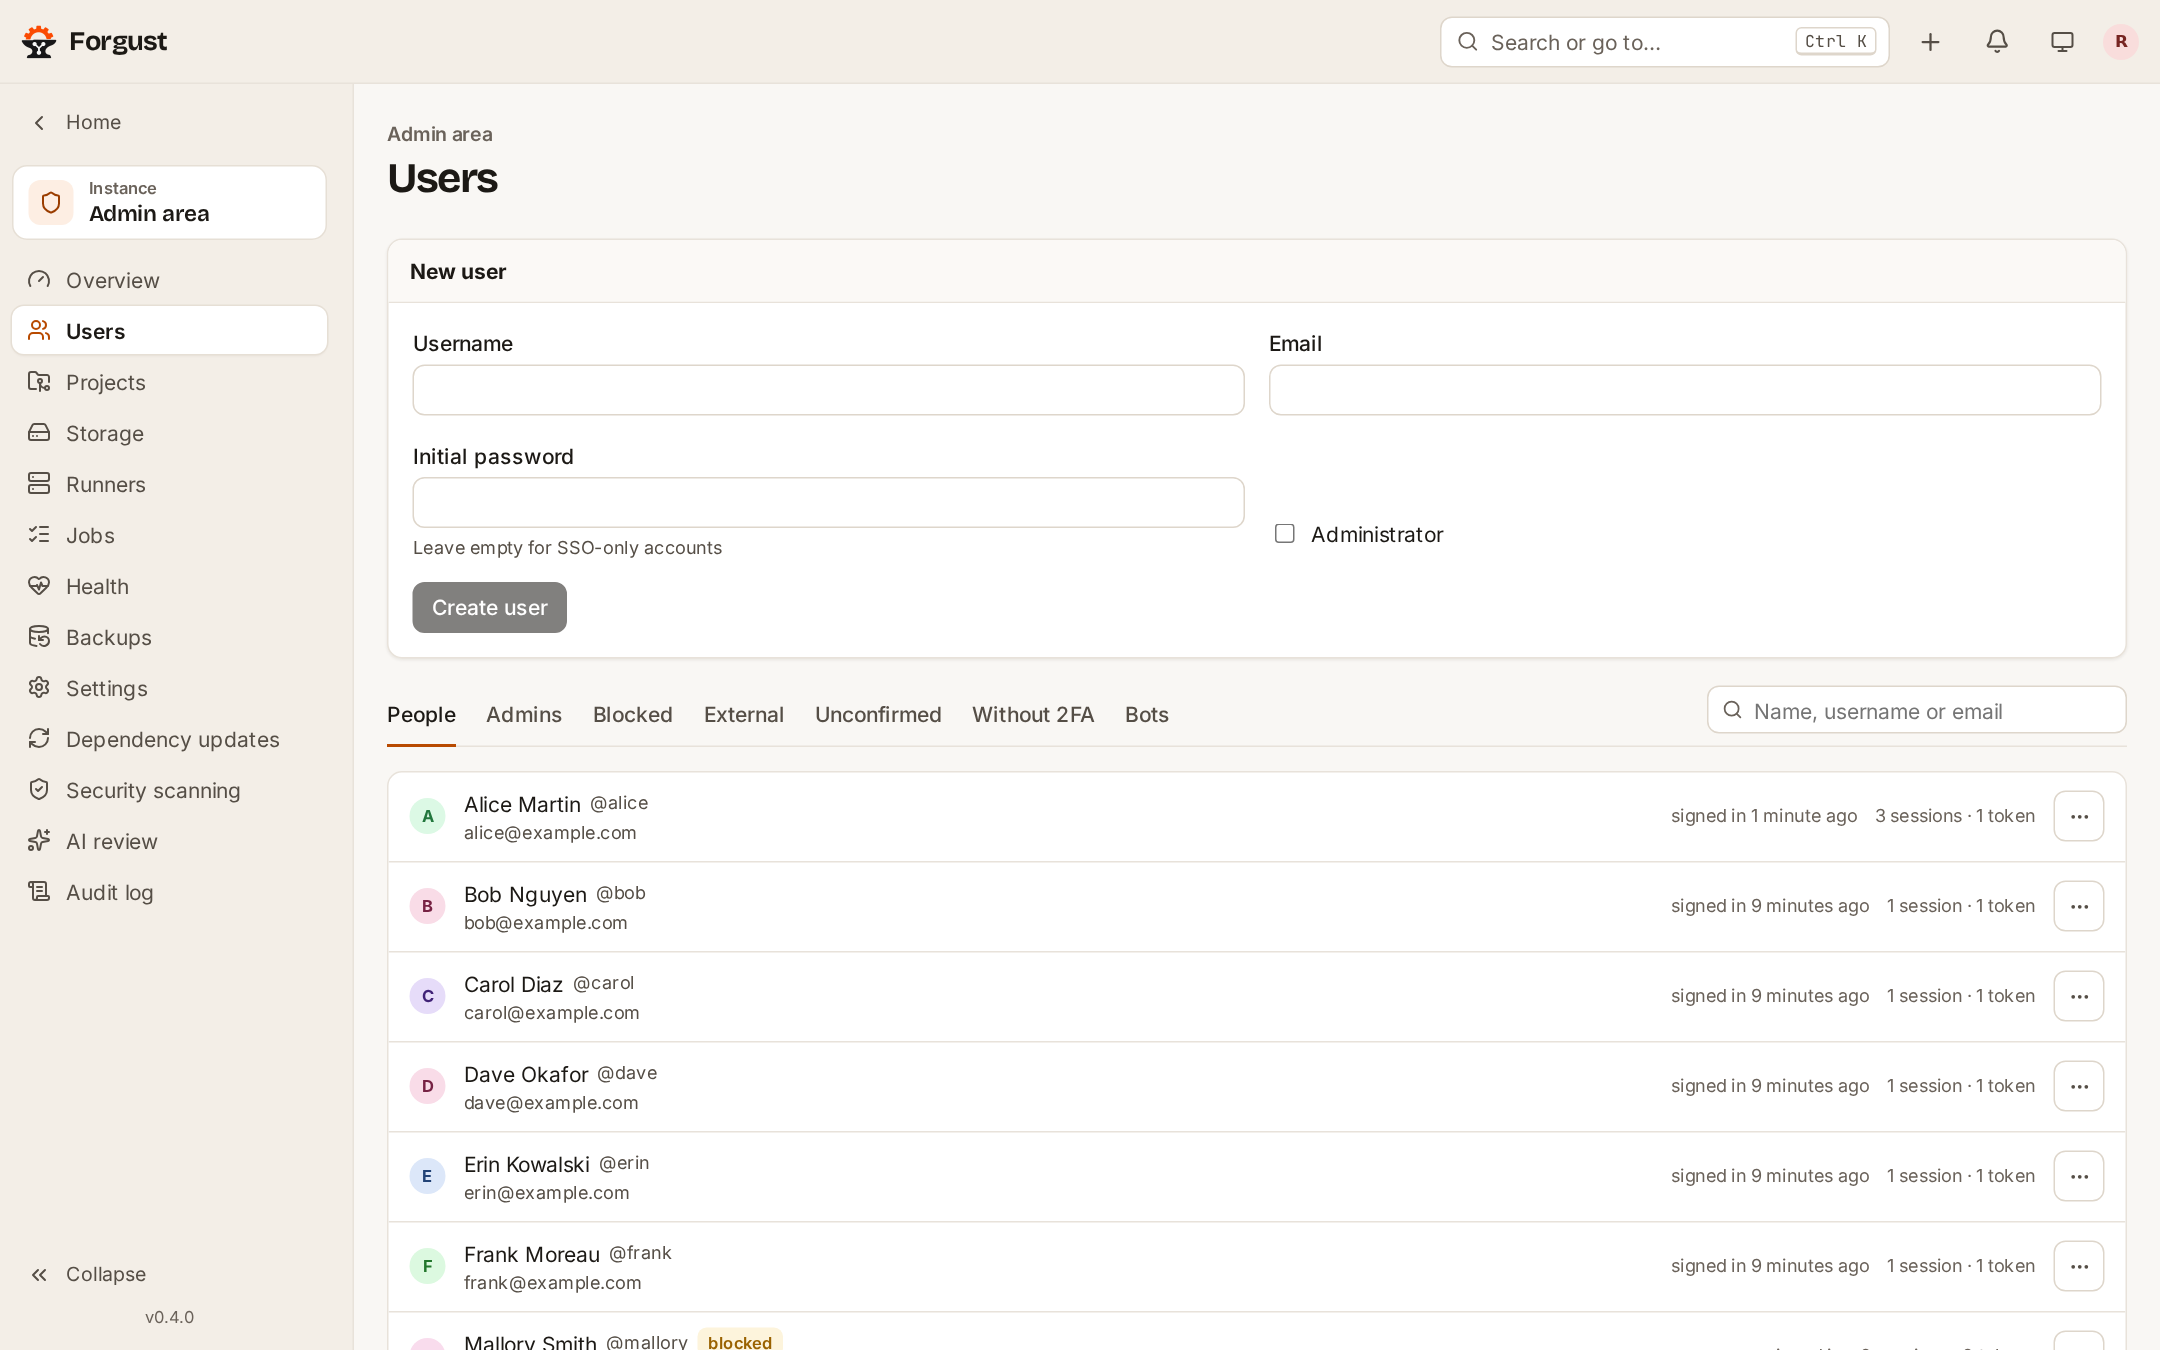 Forgust
Search or go to...
Ctrl K
R
Home
Instance
Admin area
Overview
Users
Projects
Storage
Runners
Jobs
Health
Backups
Settings
Dependency updates
Security scanning
AI review
Audit log
Collapse
v0.4.0
Admin area
Users
New user
Username
Email
Initial password
Leave empty for SSO-only accounts
Administrator
Create user
People Admins Blocked External Unconfirmed Without 2FA Bots
Name, username or email
A
Alice Martin @alice
alice@example.com
signed in 1 minute ago 3 sessions · 1 token
B
Bob Nguyen @bob
bob@example.com
signed in 9 minutes ago 1 session · 1 token
C
Carol Diaz @carol
carol@example.com
signed in 9 minutes ago 1 session · 1 token
D
Dave Okafor @dave
dave@example.com
signed in 9 minutes ago 1 session · 1 token
E
Erin Kowalski @erin
erin@example.com
signed in 9 minutes ago 1 session · 1 token
F
Frank Moreau @frank
frank@example.com
signed in 9 minutes ago 1 session · 1 token
Mallory Smith @mallory blocked